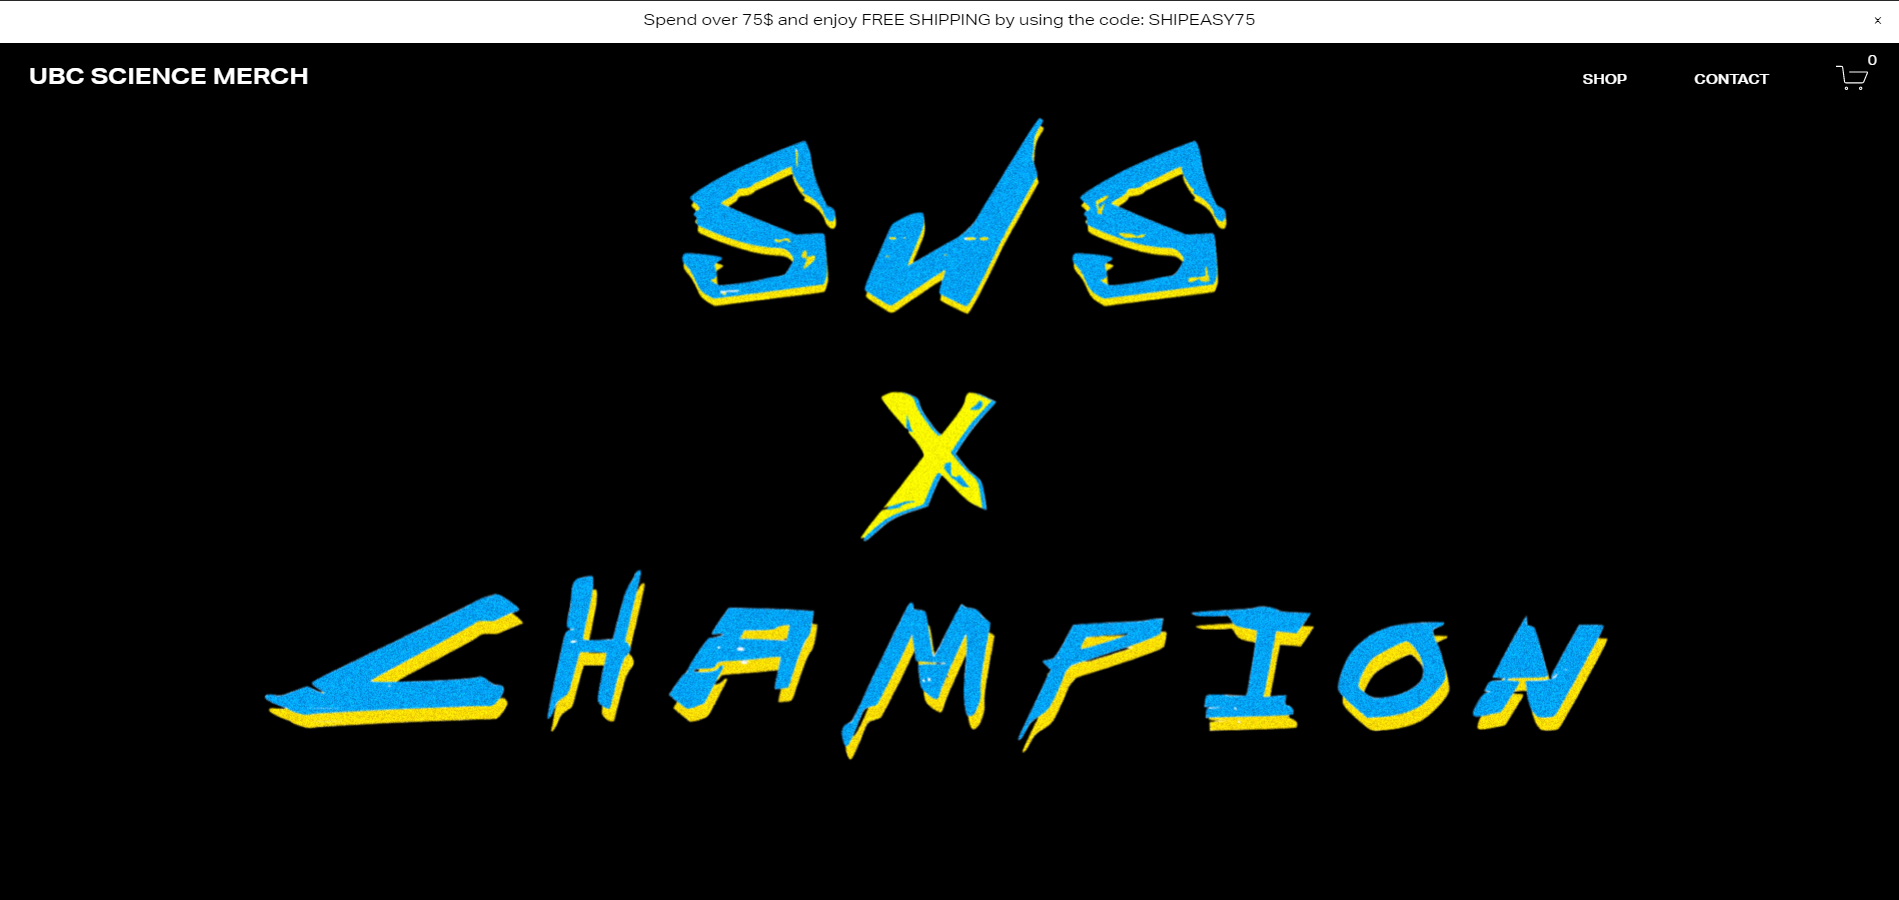 Spend over 75$ and enjoy FREE SHIPPING by using the code: SHIPEASY75
×
UBC SCIENCE MERCH
SHOP
CONTACT
0
SUS
X
CHAMPION